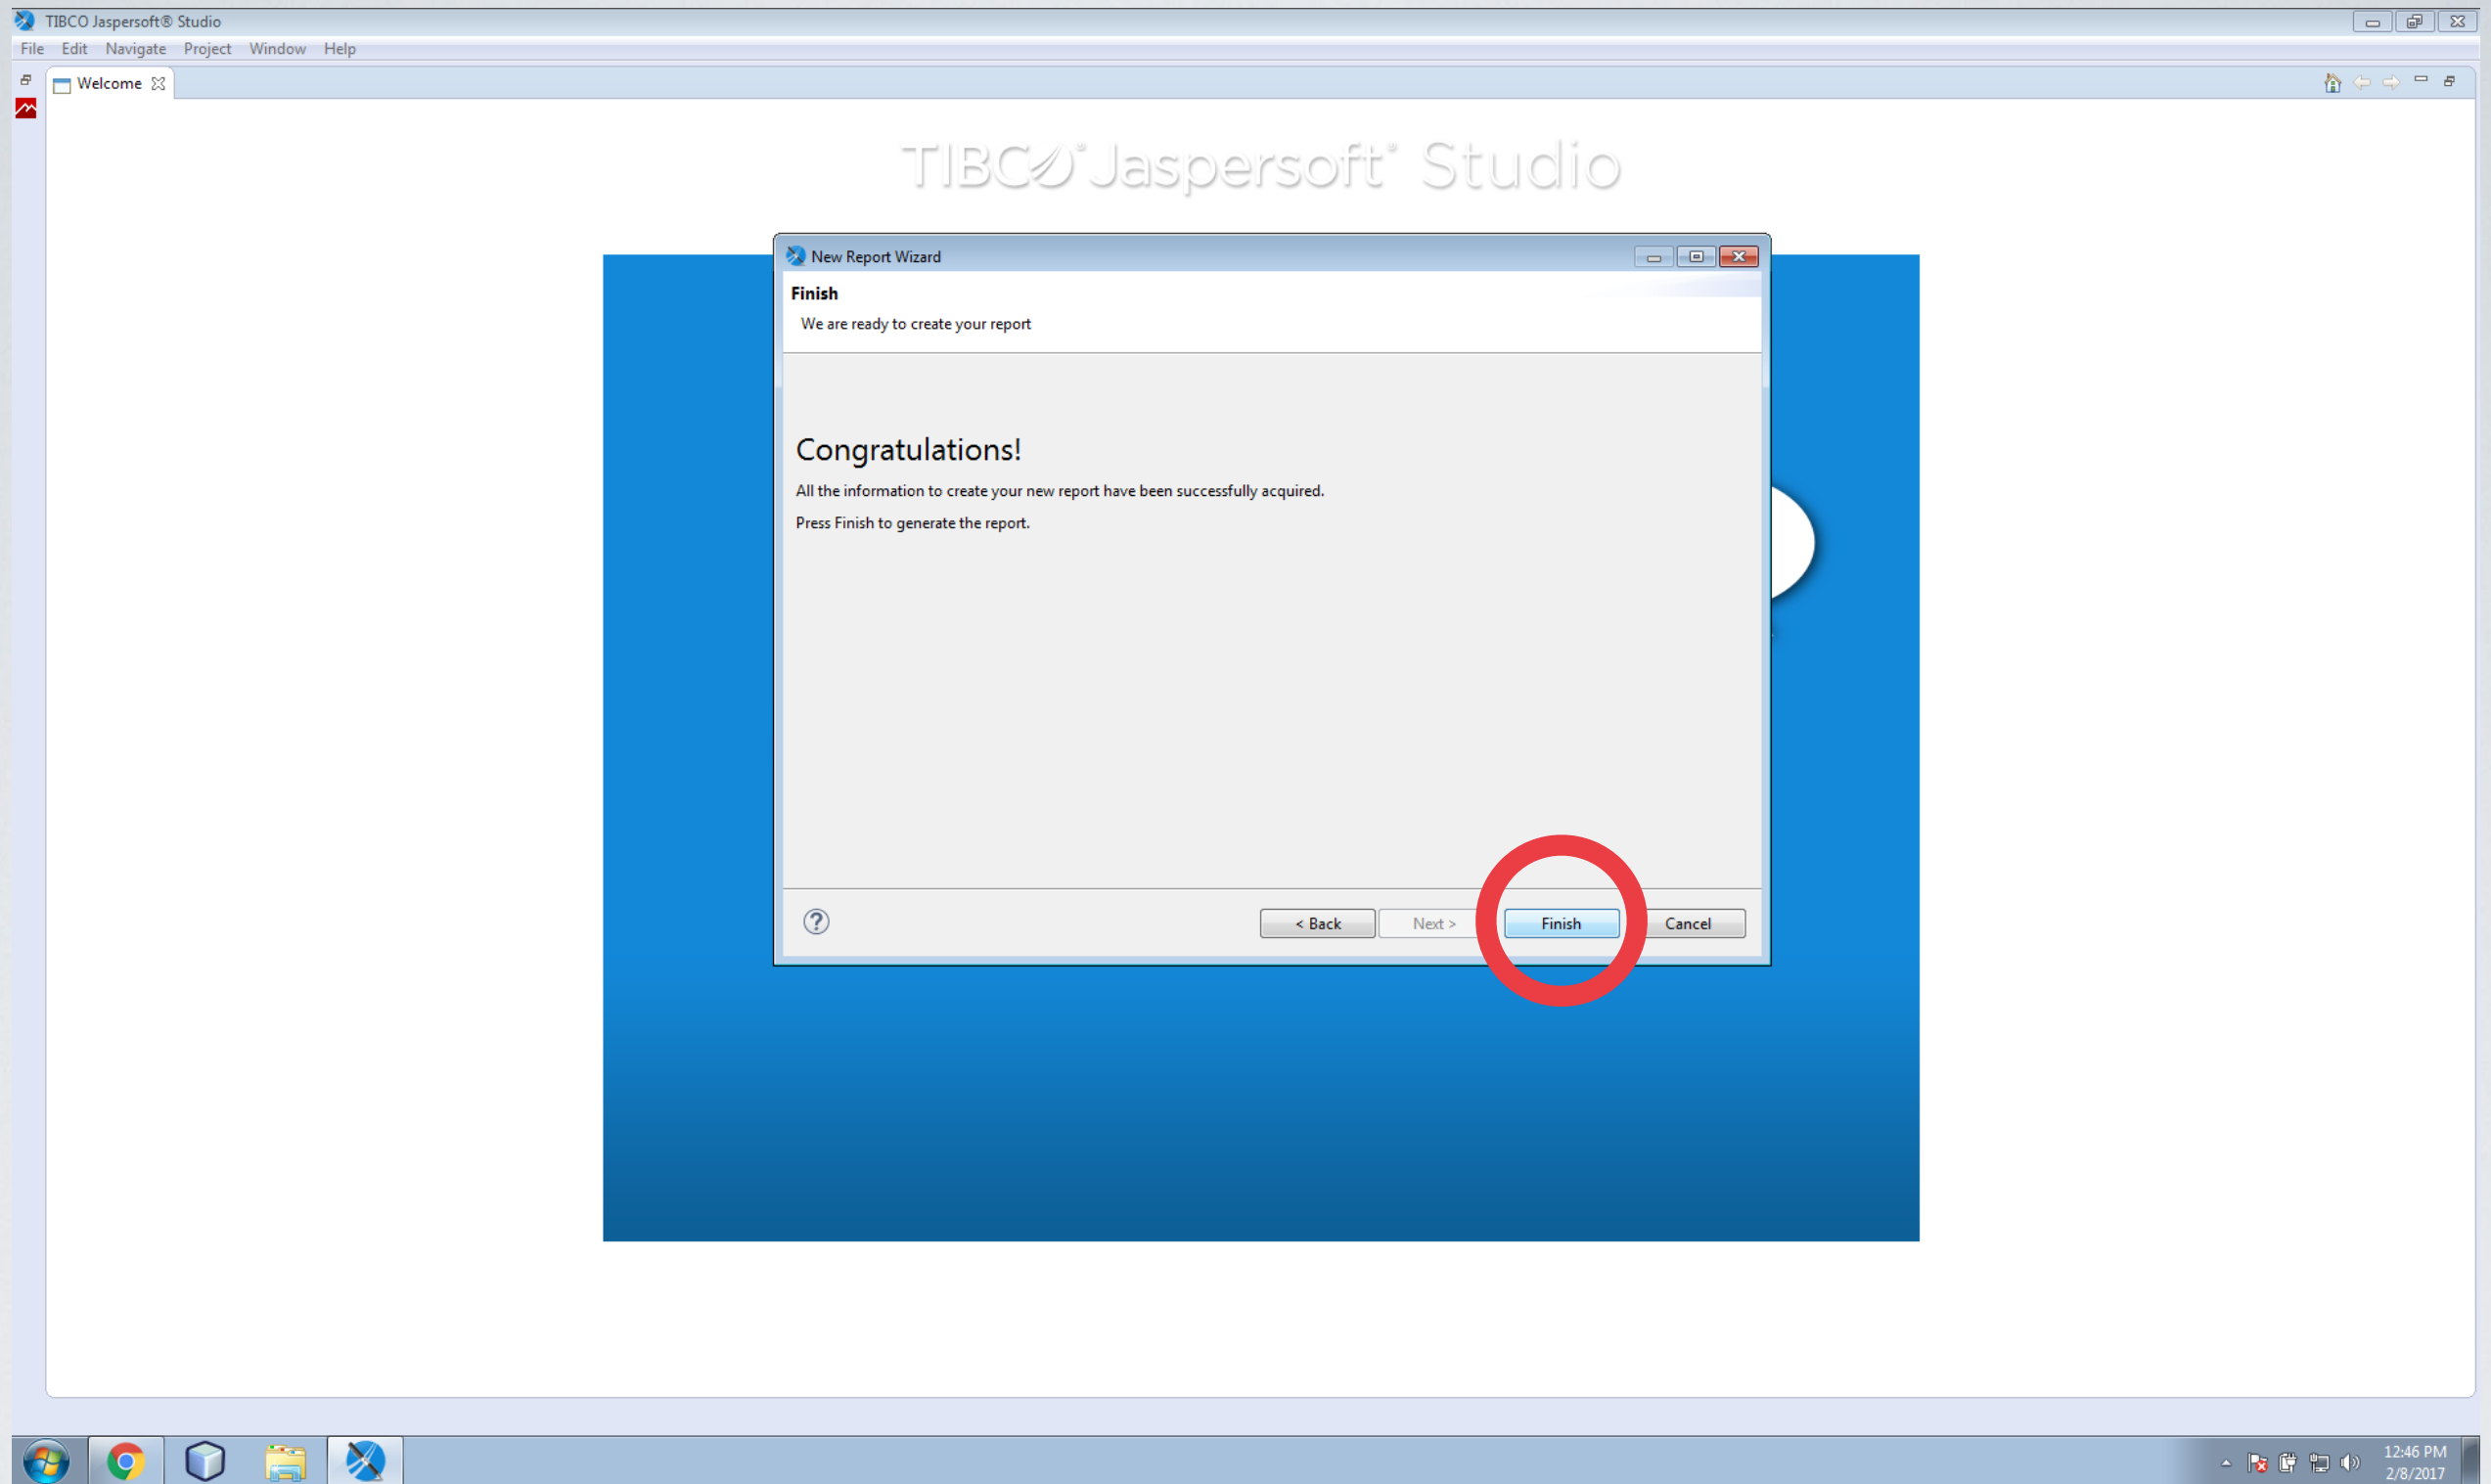 TIBCO Jaspersoft® Studio
File Edit Navigate Project Window Help
Welcome
TIBCO® Jaspersoft® Studio
New Report Wizard
Finish
We are ready to create your report
Congratulations!
All the information to create your new report have been successfully acquired.
Press Finish to generate the report.
< Back Next > Finish Cancel
12:46 PM
2/8/2017